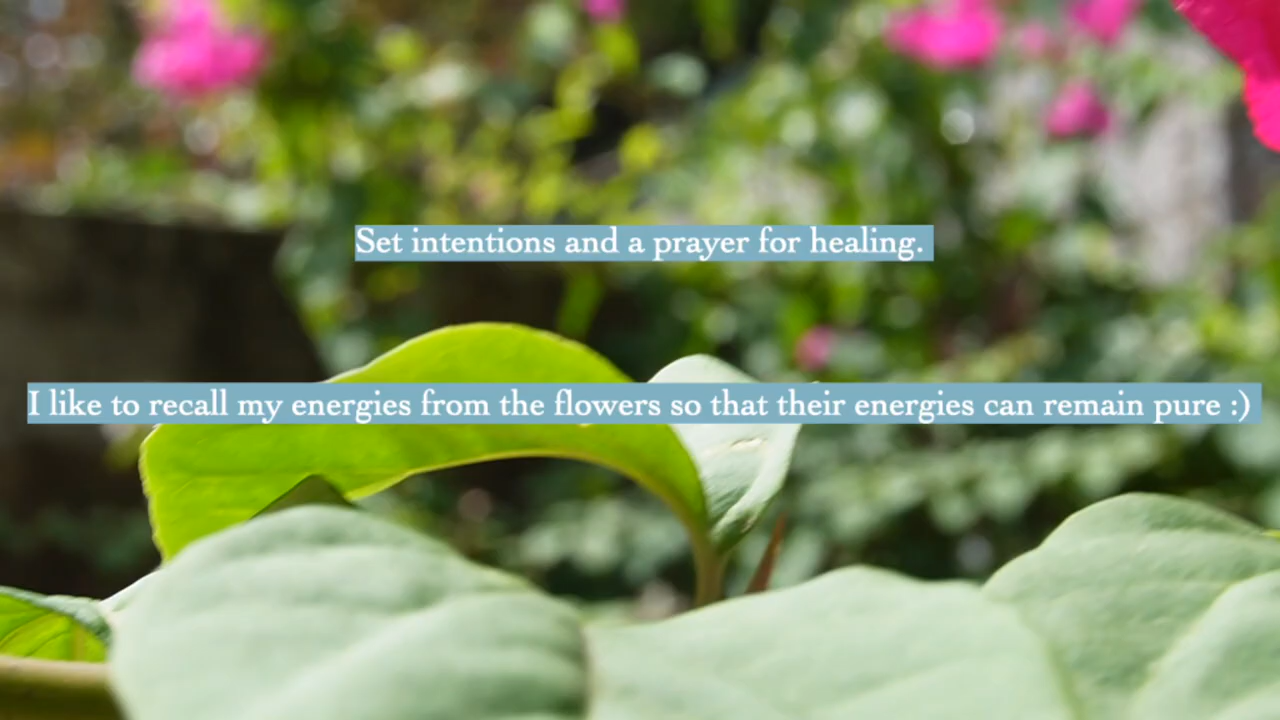 Set intentions and a prayer for healing.
I like to recall my energies from the flowers so that their energies can remain pure :)